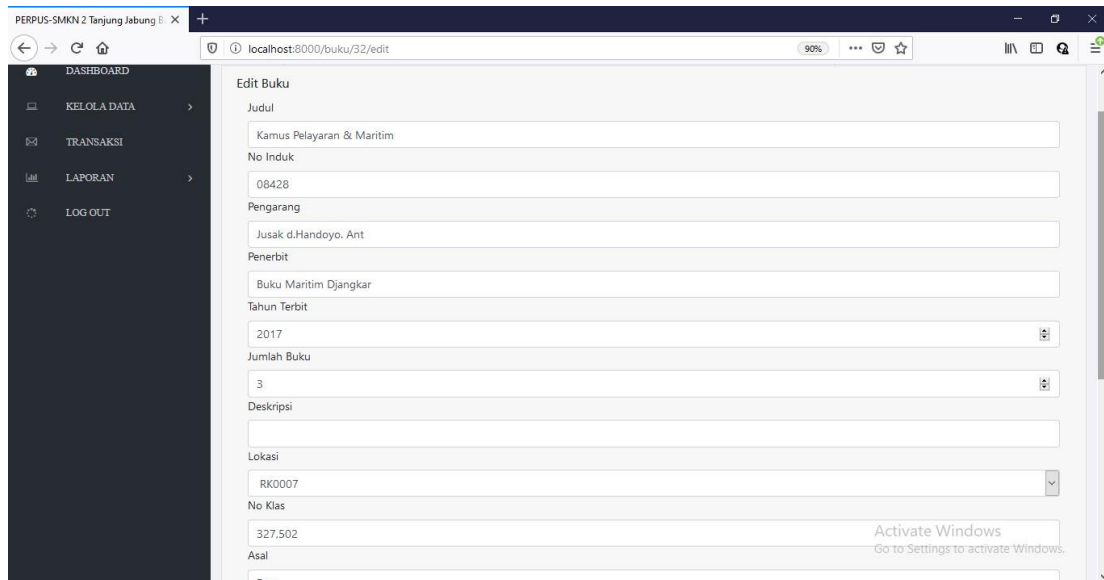 PERPUS-SMKN 2 Tanjung Jabung B
localhost:8000/buku/32/edit
90%
DASHBOARD
KELOLA DATA
TRANSAKSI
LAPORAN
LOG OUT
Edit Buku
Judul
Kamus Pelayaran & Maritim
No Induk
08428
Pengarang
Jusak d.Handoyo. Ant
Penerbit
Buku Maritim Djangkar
Tahun Terbit
2017
Jumlah Buku
3
Deskripsi
Lokasi
RK0007
No Klas
327,502
Asal
Activate Windows
Go to Settings to activate Windows.